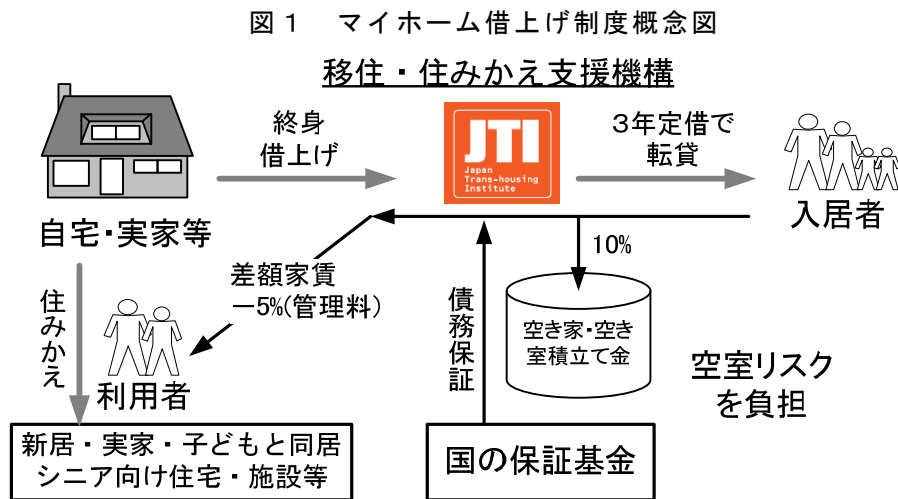 図１　マイホーム借上げ制度概念図
移住・住みかえ支援機構
終身
借上げ
JTI
Japan
Trans-housing
Institute
３年定借で
転貸
自宅・実家等
入居者
10%
差額家賃
－5%(管理料)
住みかえ
債務保証
空き家・空き
室積立て金
利用者
空室リスク
を負担
新居・実家・子どもと同居
シニア向け住宅・施設等
国の保証基金